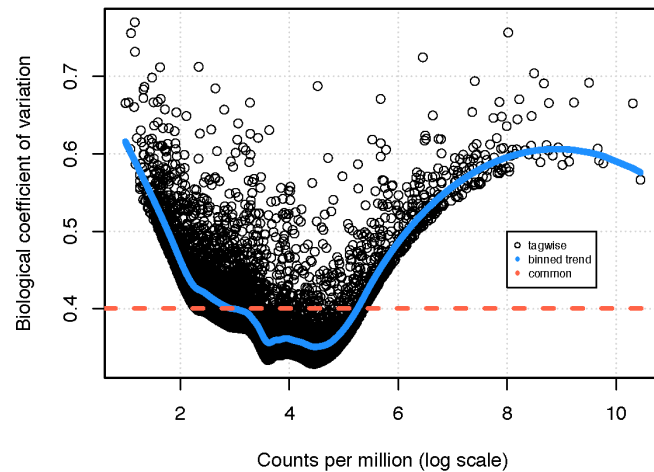 Biological coefficient of variation
0.7
0.6
0.5
0.4
tagwise
binned trend
common
2 4 6 8 10
Counts per million (log scale)